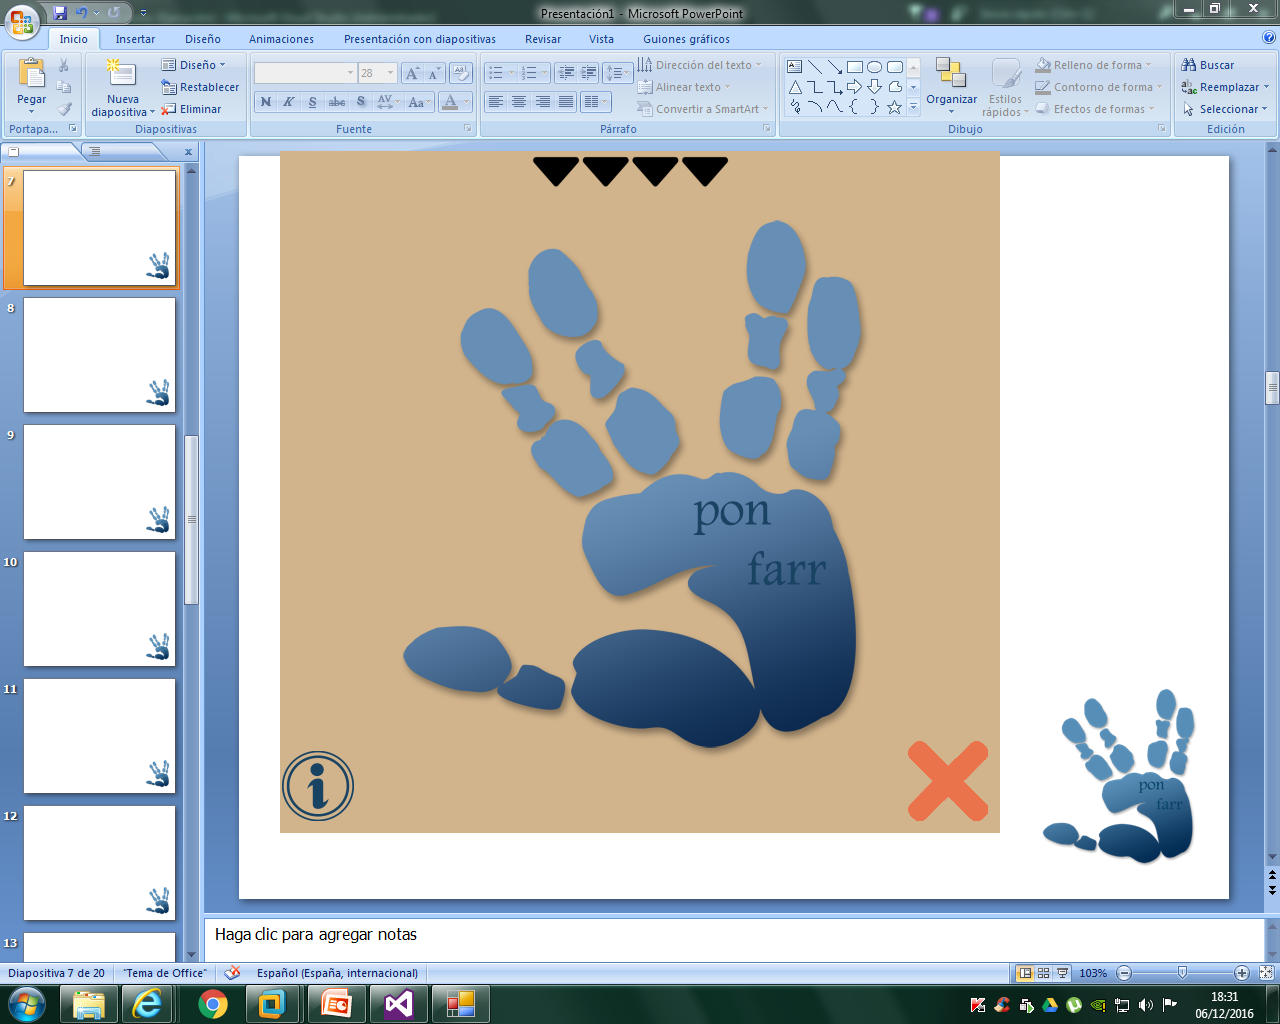 Presentación1 - Microsoft PowerPoint
Inicio Insertar Diseño Animaciones Presentación con diapositivas Revisar Vista Guiones gráficos
Pegar
Portapa...
Nueva diapositiva
Diseño
Restablecer
Eliminar
Diapositivas
28
N K S abc S AV Aa A
Fuente
Dirección del texto
Alinear texto
Convertir a SmartArt
Párrafo
Organizar
Estilos rápidos
Relleno de forma
Contorno de forma
Efectos de formas
Dibujo
Buscar
Reemplazar
Seleccionar
Edición
7
8
9
10
11
12
13
pon
farr
i
pon
farr
Haga clic para agregar notas
Diapositiva 7 de 20 "Tema de Office" Español (España, internacional) 103%
18:31
06/12/2016